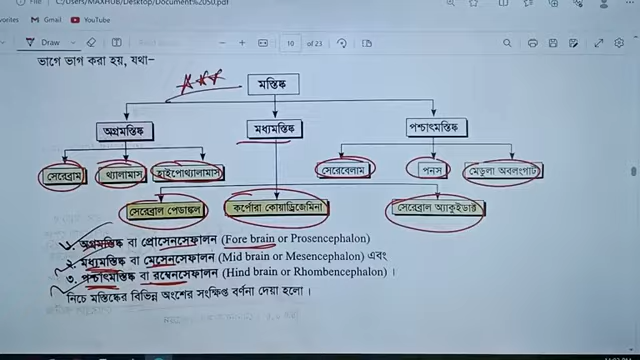 File | C:/Users/MAXHUB/Desktop/Document%2050.pdf
Gmail YouTube
Draw 10 of 23
ভাগে ভাগ করা হয়, যথা-
মস্তিষ্ক
অগ্রমস্তিষ্ক মধ্যমস্তিষ্ক পশ্চাৎমস্তিষ্ক
সেরেব্রাম থ্যালামাস হাইপোথ্যালামাস সেরেবেলাম পনস মেডুলা অবলংগাটা
সেরেব্রাল পেডাঙ্কল কর্পোরা কোয়াড্রিজেমিনা সেরেব্রাল অ্যাকুইডাক্ট
১. অগ্রমস্তিষ্ক বা প্রোসেনসেফালন (Fore brain or Prosencephalon)
২. মধ্যমস্তিষ্ক বা মেসেনসেফালন (Mid brain or Mesencephalon) এবং
৩. পশ্চাৎমস্তিষ্ক বা রম্বেনসেফালন (Hind brain or Rhombencephalon) ।
নিচে মস্তিষ্কের বিভিন্ন অংশের সংক্ষিপ্ত বর্ণনা দেয়া হলো ।